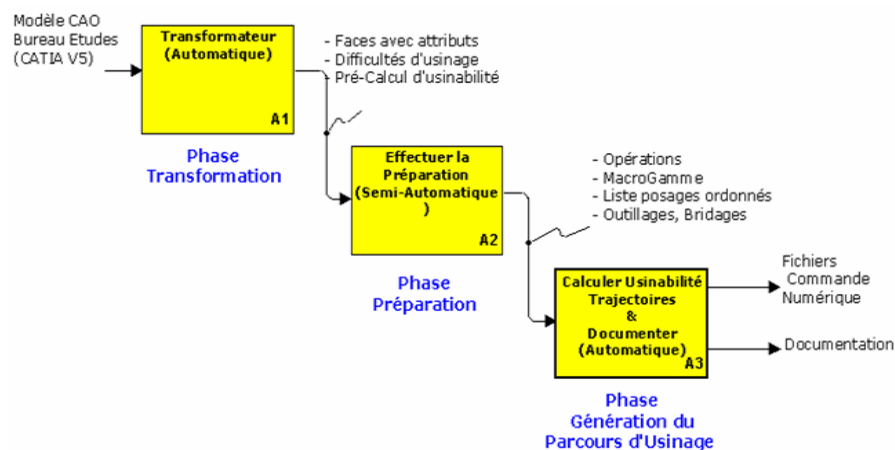 Modèle CAO
Bureau Etudes
(CATIA V5)
Transformateur
(Automatique)
A1
Phase
Transformation
- Faces avec attributs
- Difficultés d'usinage
- Pré-Calcul d'usinabilité
Effectuer la
Préparation
(Semi-Automatique
)
A2
Phase
Préparation
- Opérations
- MacroGamme
- Liste posages ordonnés
- Outillages, Bridages
Calculer Usinabilité
Trajectoires
&
Documenter
(Automatique)
A3
Phase
Génération du
Parcours d'Usinage
Fichiers
Commande
Numérique
Documentation